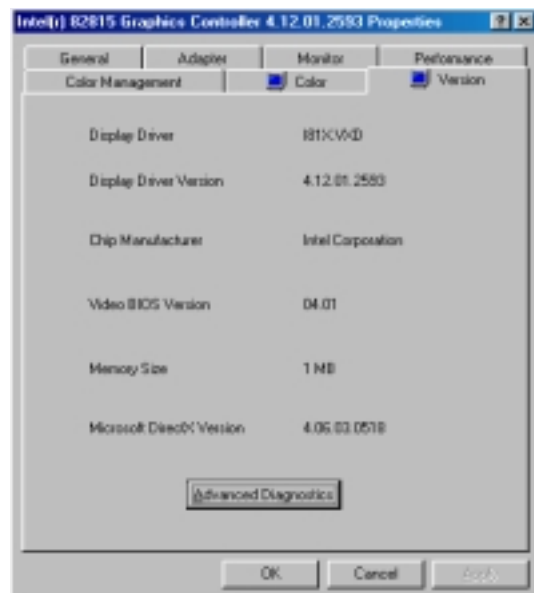 Intel(r) 82815 Graphics Controller 4.12.01.2593 Properties
General Adapter Monitor Performance
Color Management Color Version
Display Driver I81X.VXD
Display Driver Version 4.12.01.2593
Chip Manufacturer Intel Corporation
Video BIOS Version 04.01
Memory Size 1 MB
Microsoft DirectX Version 4.06.03.0518
Advanced Diagnostics
OK Cancel Apply